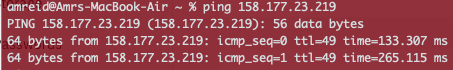 amreid@Amrs-MacBook-Air ~ % ping 158.177.23.219
PING 158.177.23.219 (158.177.23.219): 56 data bytes
64 bytes from 158.177.23.219: icmp_seq=0 ttl=49 time=133.307 ms
64 bytes from 158.177.23.219: icmp_seq=1 ttl=49 time=265.115 ms